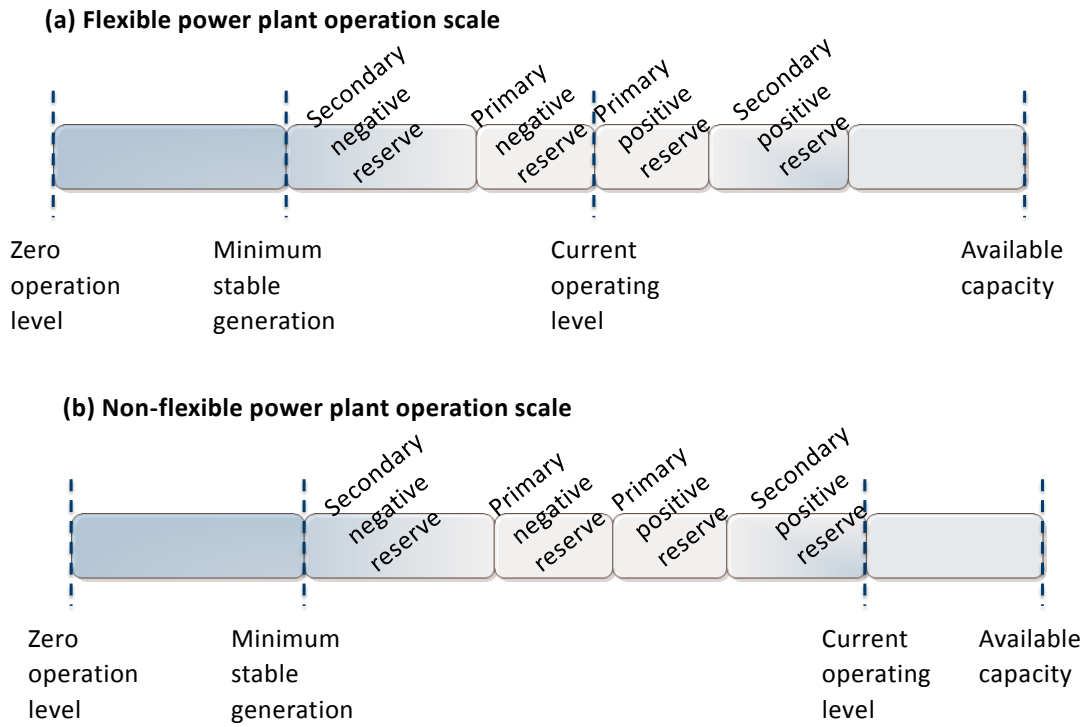 (a) Flexible power plant operation scale
Secondary
negative
reserve
Primary
negative
reserve
Primary
positive
reserve
Secondary
positive
reserve
Zero
operation
level
Minimum
stable
generation
Current
operating
level
Available
capacity
(b) Non-flexible power plant operation scale
Secondary
negative
reserve
Primary
negative
reserve
Primary
positive
reserve
Secondary
positive
reserve
Zero
operation
level
Minimum
stable
generation
Current
operating
level
Available
capacity